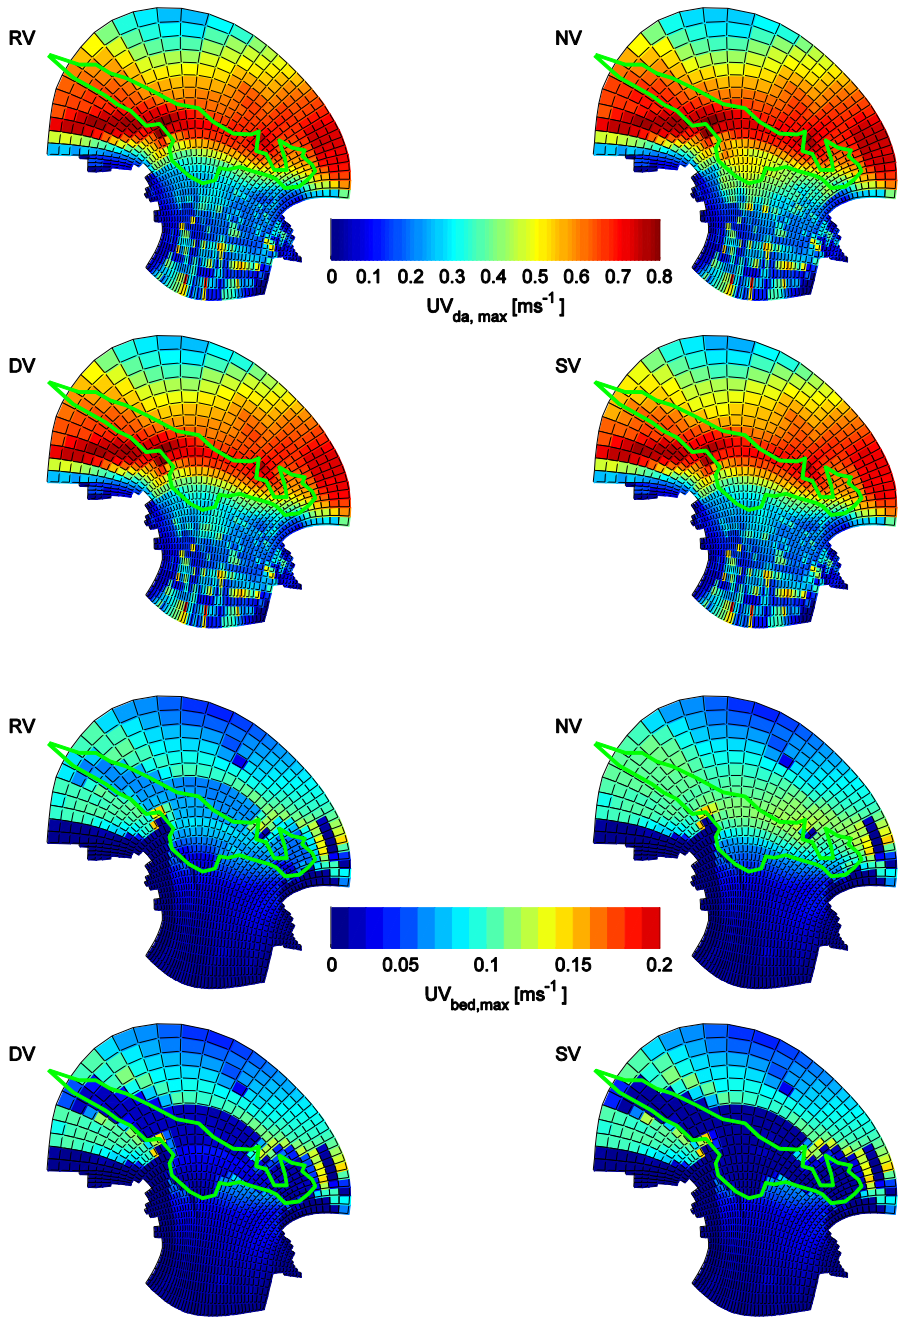 RV NV
0 0.1 0.2 0.3 0.4 0.5 0.6 0.7 0.8
UV_da, max [ms^-1 ]
DV SV
RV NV
0 0.05 0.1 0.15 0.2
UV_bed,max [ms^-1 ]
DV SV